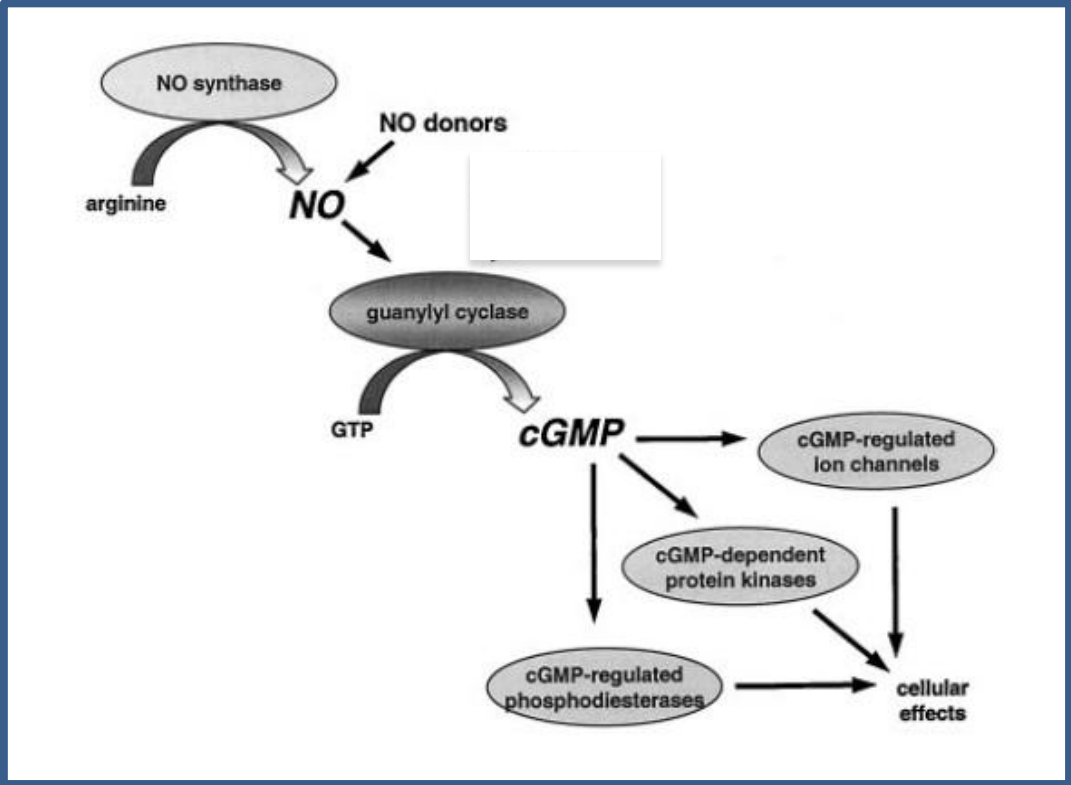 NO synthase
NO donors
arginine
NO
guanylyl cyclase
GTP
cGMP
cGMP-regulated
ion channels
cGMP-dependent
protein kinases
cGMP-regulated
phosphodiesterases
cellular
effects